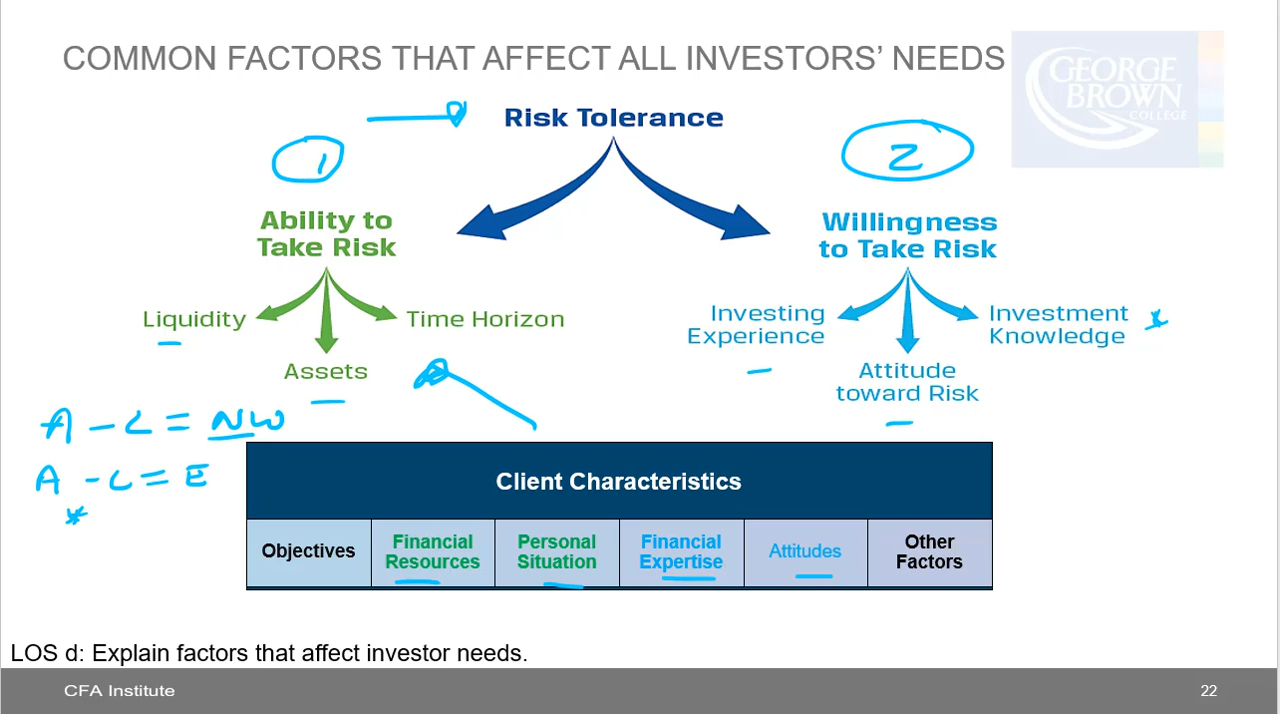 COMMON FACTORS THAT AFFECT ALL INVESTORS' NEEDS
GEORGE
BROWN
COLLEGE
Risk Tolerance
1
2
Ability to
Take Risk
Willingness
to Take Risk
Liquidity
Time Horizon
Assets
Investing
Experience
Investment
Knowledge
Attitude
toward Risk
A - L = NW
A - L = E
Client Characteristics
Objectives
Financial
Resources
Personal
Situation
Financial
Expertise
Attitudes
Other
Factors
LOS d: Explain factors that affect investor needs.
CFA Institute
22